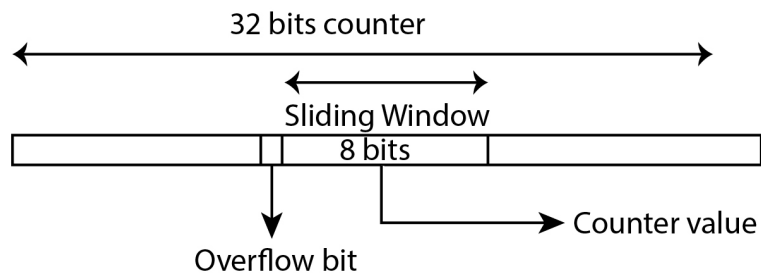 32 bits counter
Sliding Window
8 bits
Counter value
Overflow bit